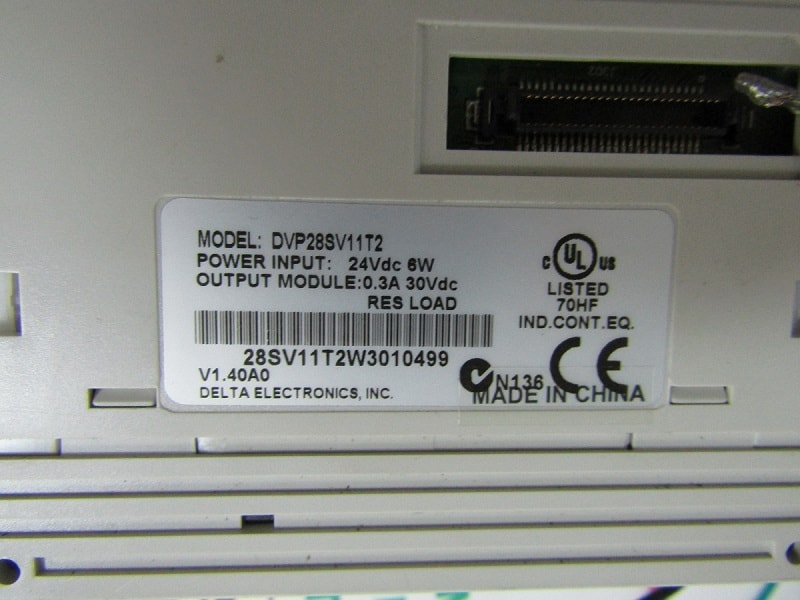 MODEL: DVP28SV11T2
POWER INPUT: 24Vdc 6W
OUTPUT MODULE:0.3A 30Vdc
RES LOAD
28SV11T2W3010499
V1.40A0
DELTA ELECTRONICS, INC.
C UL US
LISTED
70HF
IND.CONT.EQ.
N136 CE
MADE IN CHINA